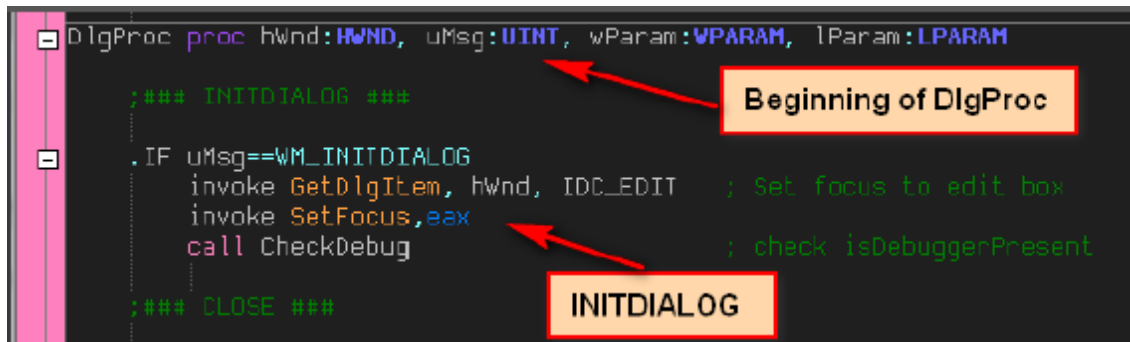 DlgProc proc hWnd:HWND, uMsg:UINT, wParam:WPARAM, lParam:LPARAM
Beginning of DlgProc
;### INITDIALOG ###
.IF uMsg==WM_INITDIALOG
invoke GetDlgItem, hWnd, IDC_EDIT ; Set focus to edit box
invoke SetFocus,eax
call CheckDebug ; check isDebuggerPresent
INITDIALOG
;### CLOSE ###